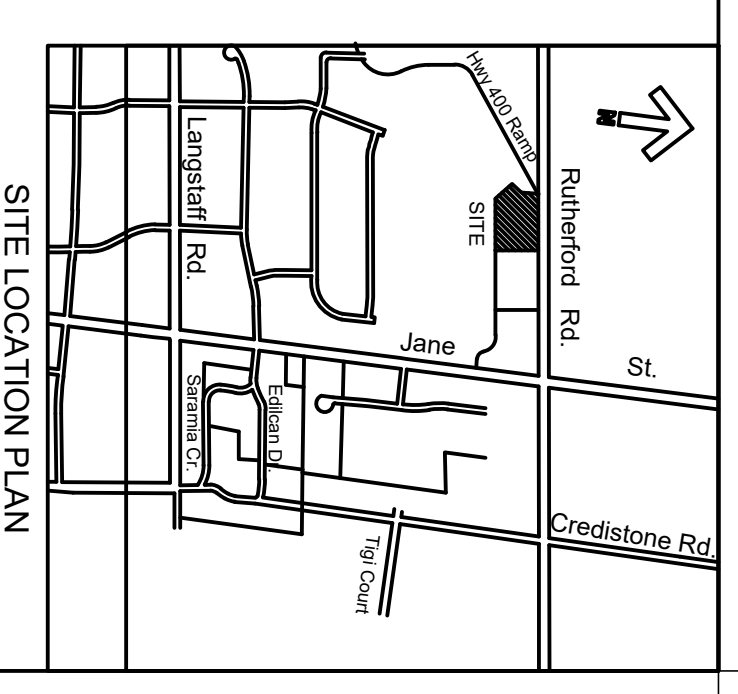 Hwy 400 Ramp
N
Rutherford Rd.
SITE
Langstaff Rd.
Jane St.
Saramia Cr.
Edilcan Dr.
Credistone Rd.
Tigi Court
SITE LOCATION PLAN